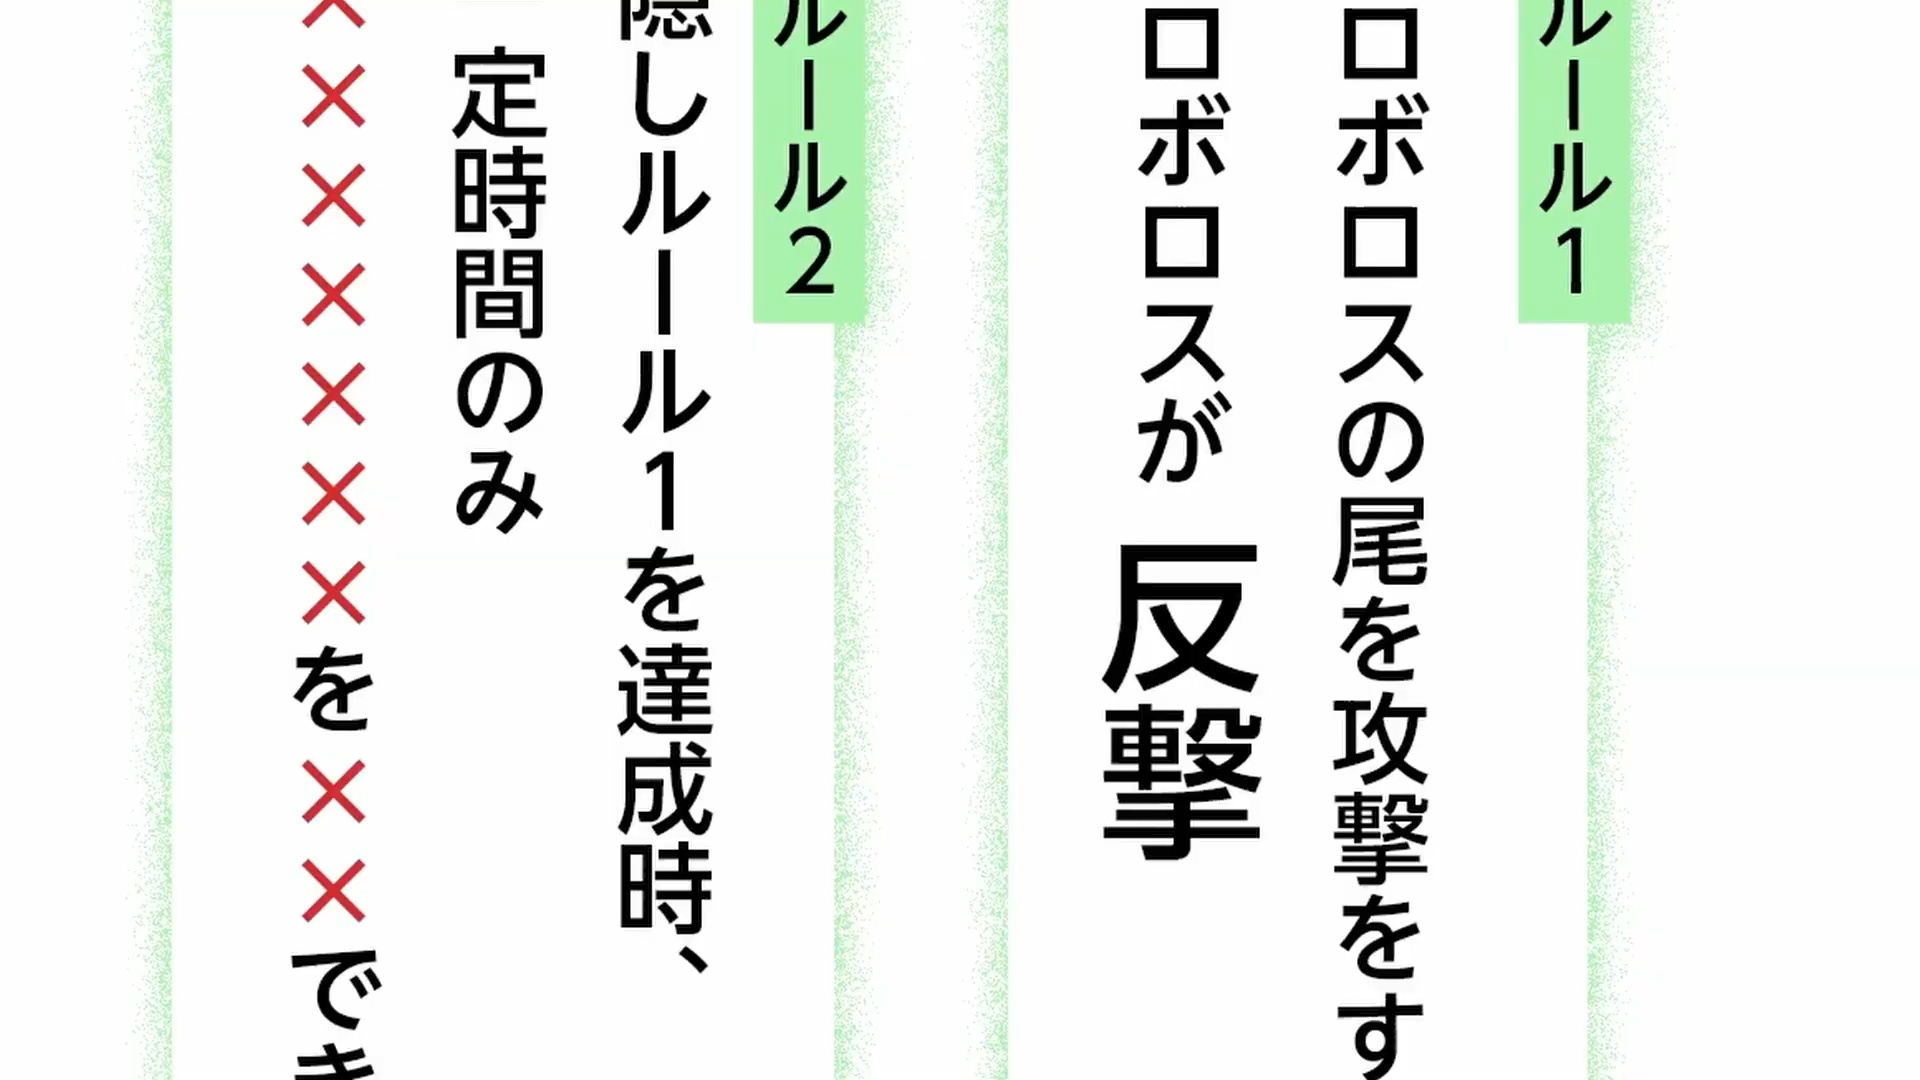 ルール1
ロボロスの尾を攻撃をす
ロボロスが 反撃
ルール2
隠しルール1を達成時、
定時間のみ
×××××××を××でき